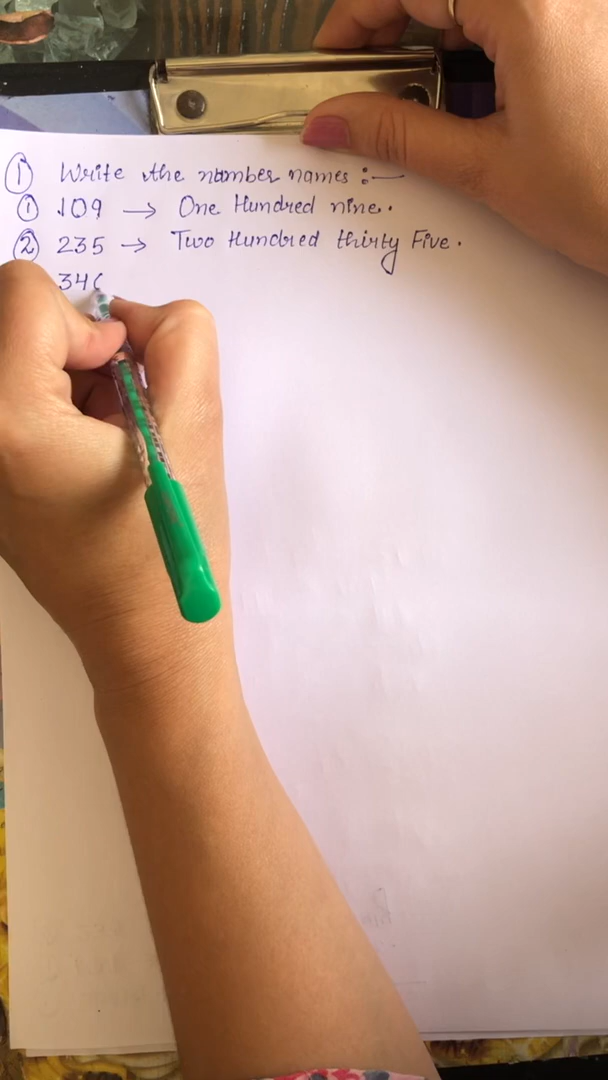 ① Write the number names :—
① 109 → One Hundred nine.
② 235 → Two Hundred thirty Five.
34